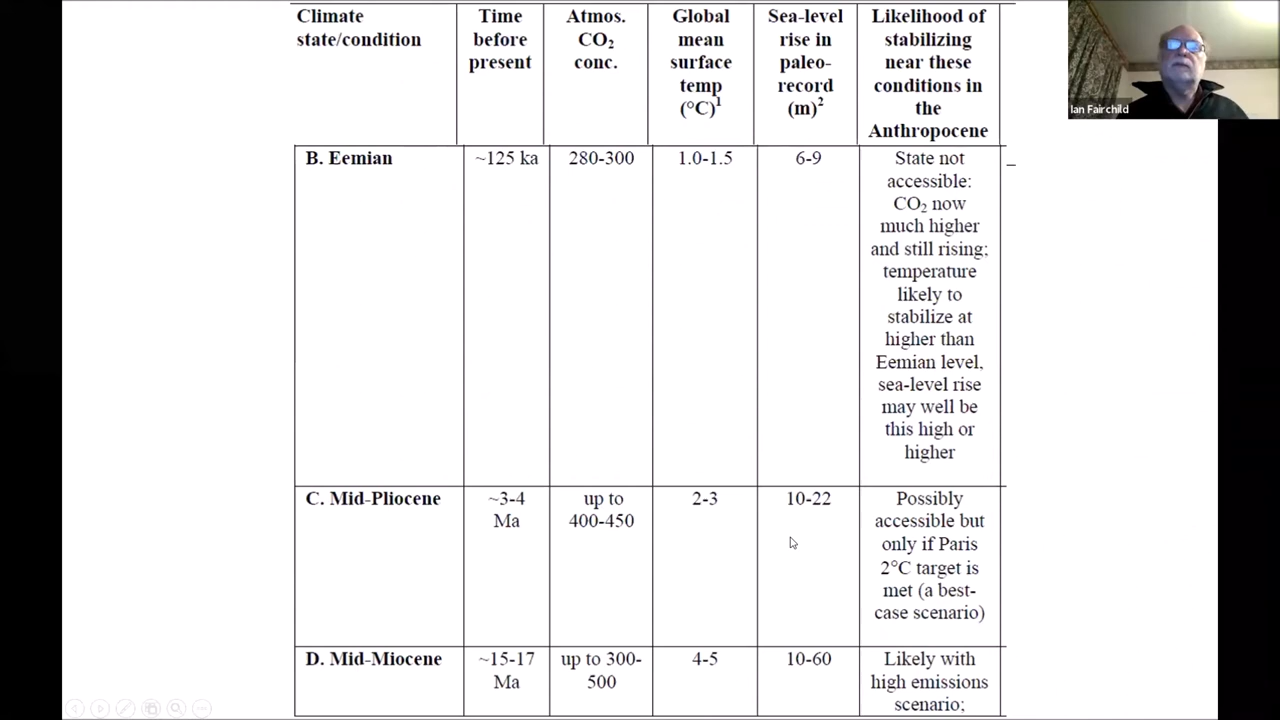 Climate state/condition
Time before present
Atmos. CO₂ conc.
Global mean surface temp (°C)¹
Sea-level rise in paleo-record (m)²
Likelihood of stabilizing near these conditions in the Anthropocene
B. Eemian
~125 ka
280-300
1.0-1.5
6-9
State not
accessible:
CO₂ now
much higher
and still rising;
temperature
likely to
stabilize at
higher than
Eemian level,
sea-level rise
may well be
this high or
higher
C. Mid-Pliocene
~3-4
Ma
up to
400-450
2-3
10-22
Possibly
accessible but
only if Paris
2°C target is
met (a best-
case scenario)
D. Mid-Miocene
~15-17
Ma
up to 300-
500
4-5
10-60
Likely with
high emissions
scenario;
Ian Fairchild